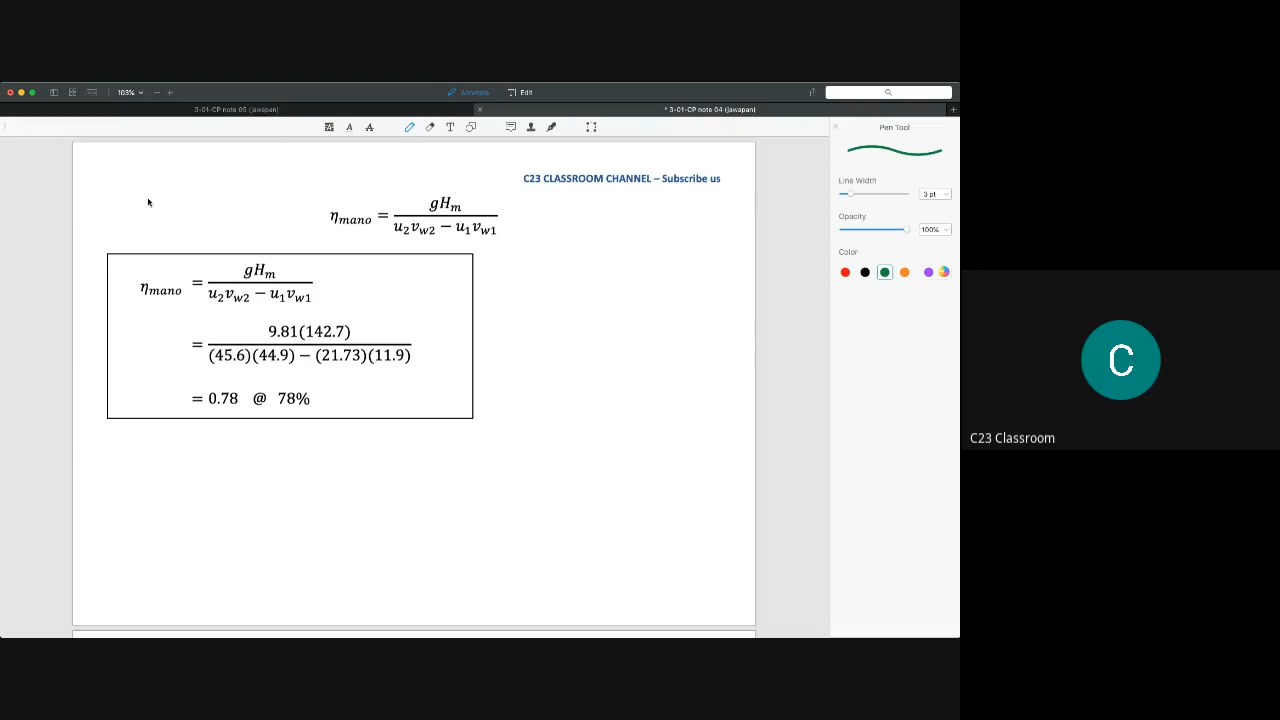 103%
Annotate
Edit
3-01-CP note 05 (jawapan)
* 3-01-CP note 04 (jawapan)
Pen Tool
Line Width
3 pt
Opacity
100%
Color
C23 CLASSROOM CHANNEL – Subscribe us
η_mano = gH_m / (u_2v_w2 − u_1v_w1)
η_mano = gH_m / (u_2v_w2 − u_1v_w1)
= 9.81(142.7) / ((45.6)(44.9) − (21.73)(11.9))
= 0.78 @ 78%
C
C23 Classroom